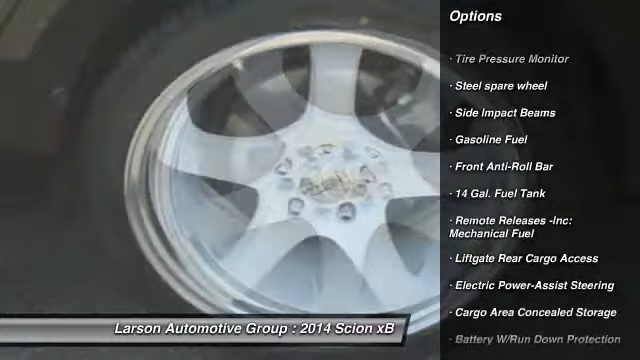 Options
· Tire Pressure Monitor
· Steel spare wheel
· Side Impact Beams
· Gasoline Fuel
· Front Anti-Roll Bar
· 14 Gal. Fuel Tank
· Remote Releases -Inc:
Mechanical Fuel
· Liftgate Rear Cargo Access
· Electric Power-Assist Steering
· Cargo Area Concealed Storage
· Battery W/Run Down Protection
Larson Automotive Group : 2014 Scion xB